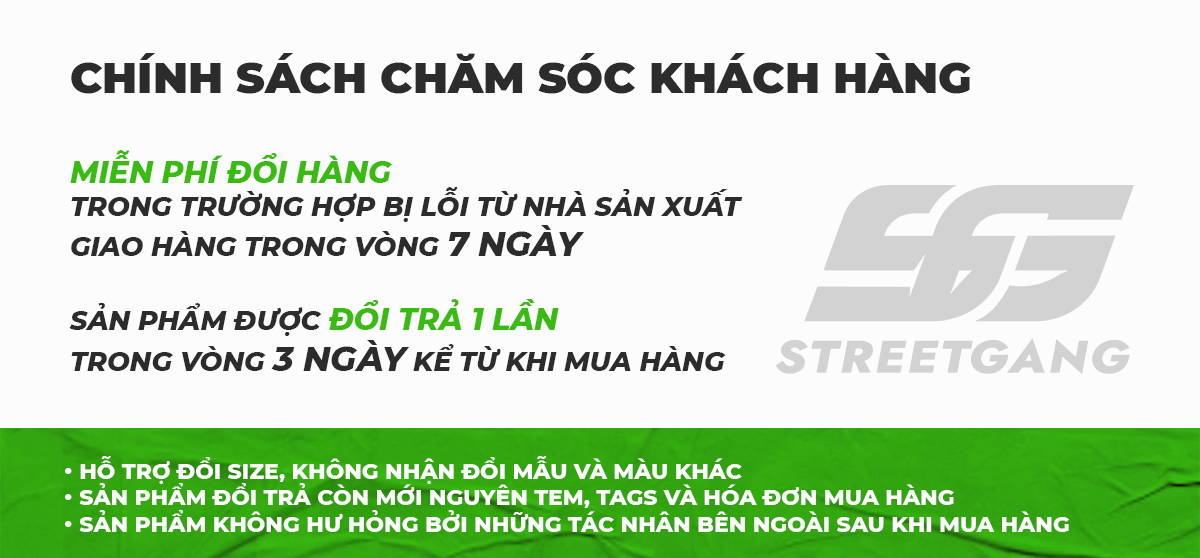 CHÍNH SÁCH CHĂM SÓC KHÁCH HÀNG
MIỄN PHÍ ĐỔI HÀNG
TRONG TRƯỜNG HỢP BỊ LỖI TỪ NHÀ SẢN XUẤT
GIAO HÀNG TRONG VÒNG 7 NGÀY
SẢN PHẨM ĐƯỢC ĐỔI TRẢ 1 LẦN
TRONG VÒNG 3 NGÀY KỂ TỪ KHI MUA HÀNG
SG
STREETGANG
• HỖ TRỢ ĐỔI SIZE, KHÔNG NHẬN ĐỔI MẪU VÀ MÀU KHÁC
• SẢN PHẨM ĐỔI TRẢ CÒN MỚI NGUYÊN TEM, TAGS VÀ HÓA ĐƠN MUA HÀNG
• SẢN PHẨM KHÔNG HƯ HỎNG BỞI NHỮNG TÁC NHÂN BÊN NGOÀI SAU KHI MUA HÀNG